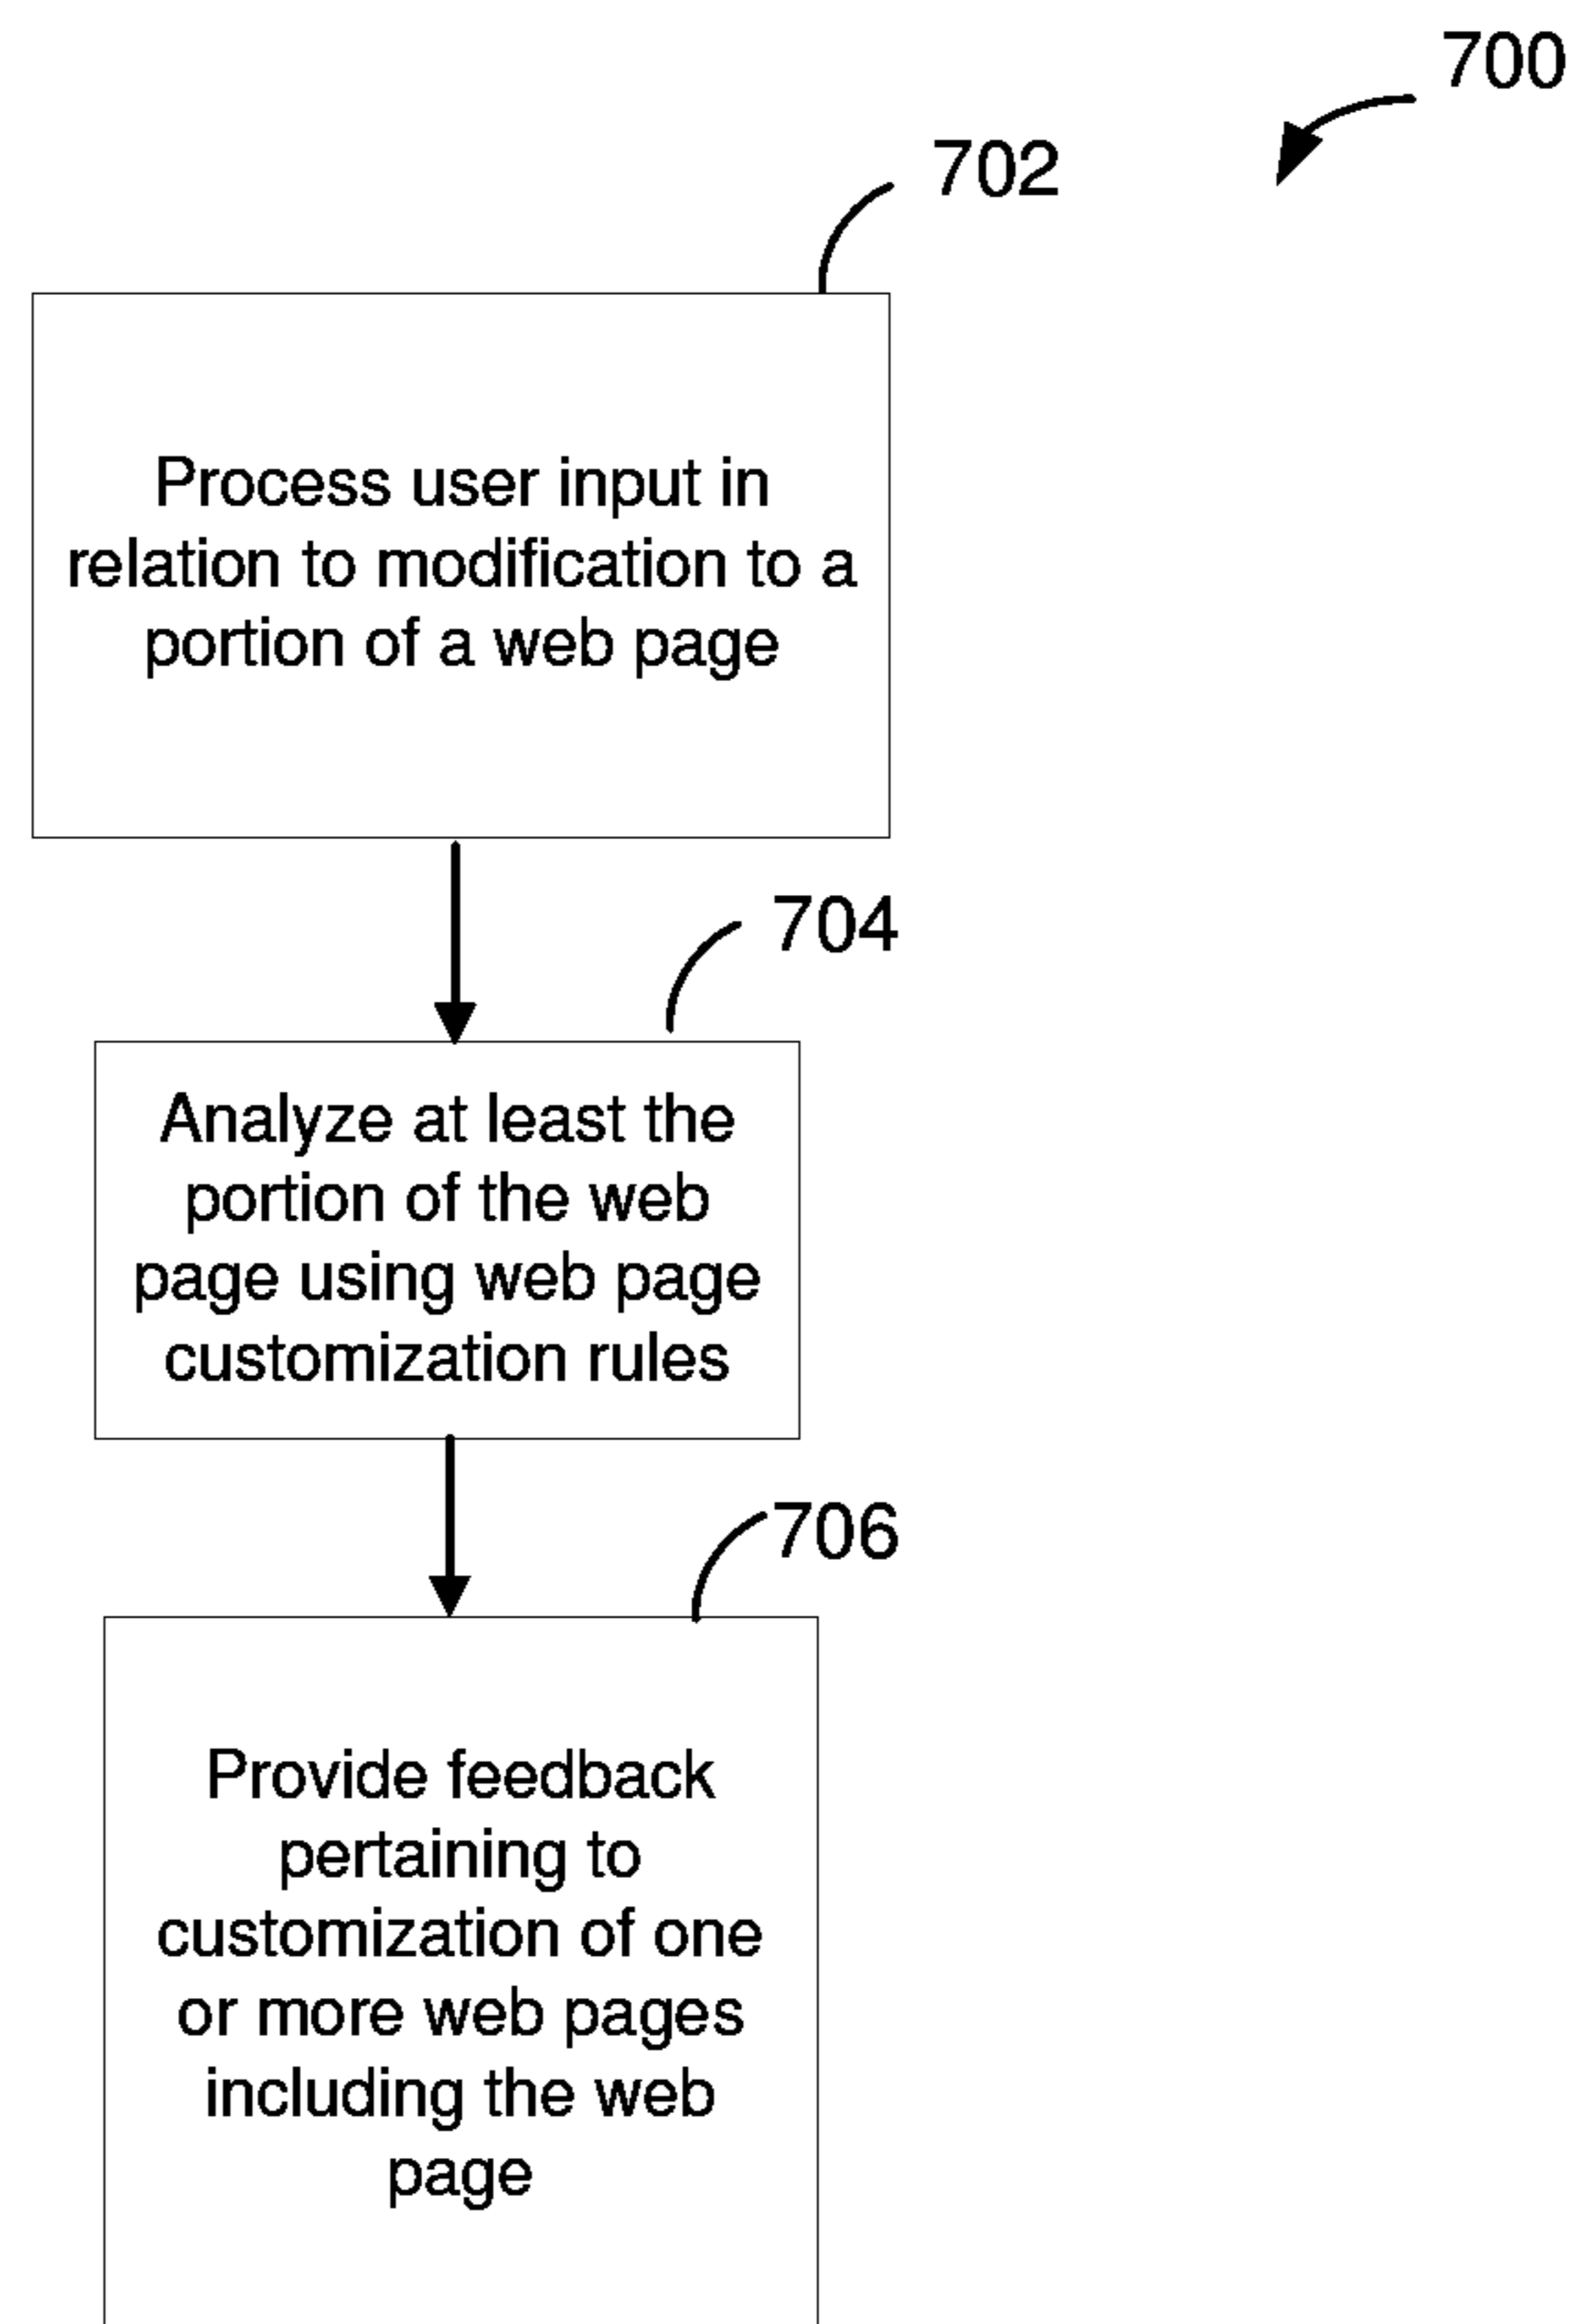 700
702
Process user input in
relation to modification to a
portion of a web page
704
Analyze at least the
portion of the web
page using web page
customization rules
706
Provide feedback
pertaining to
customization of one
or more web pages
including the web
page